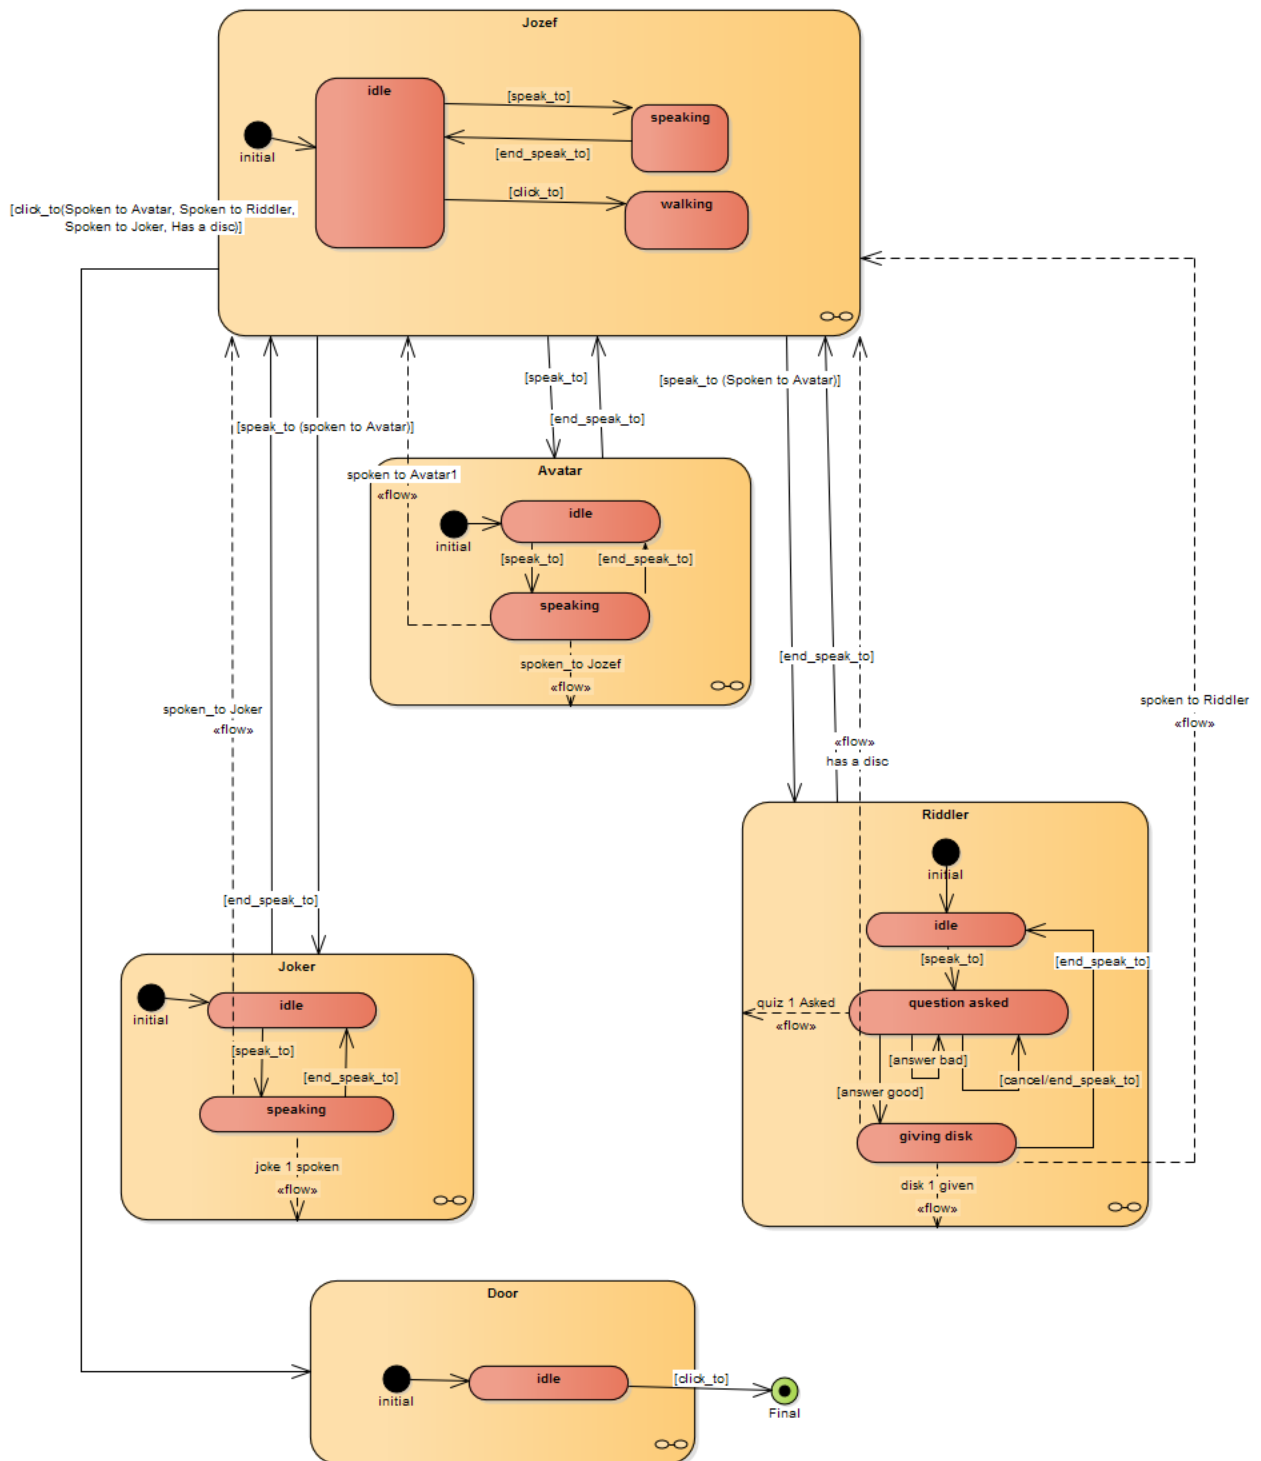 Jozef
idle
[speak_to]
speaking
initial
[end_speak_to]
[click_to]
walking
[click_to(Spoken to Avatar, Spoken to Riddler,
Spoken to Joker, Has a disc)]
[speak_to]
[speak_to (Spoken to Avatar)]
[end_speak_to]
[speak_to (spoken to Avatar)]
Avatar
spoken to Avatar1
«flow»
idle
initial
[speak_to]
[end_speak_to]
speaking
spoken_to Jozef
«flow»
[end_speak_to]
spoken_to Joker
«flow»
spoken to Riddler
«flow»
«flow»
has a disc
Riddler
initial
[end_speak_to]
idle
[speak_to]
[end_speak_to]
question asked
quiz 1 Asked
«flow»
[answer bad]
[cancel/end_speak_to]
[answer good]
giving disk
disk 1 given
«flow»
Joker
idle
initial
[speak_to]
[end_speak_to]
speaking
joke 1 spoken
«flow»
Door
idle
initial
[click_to]
Final